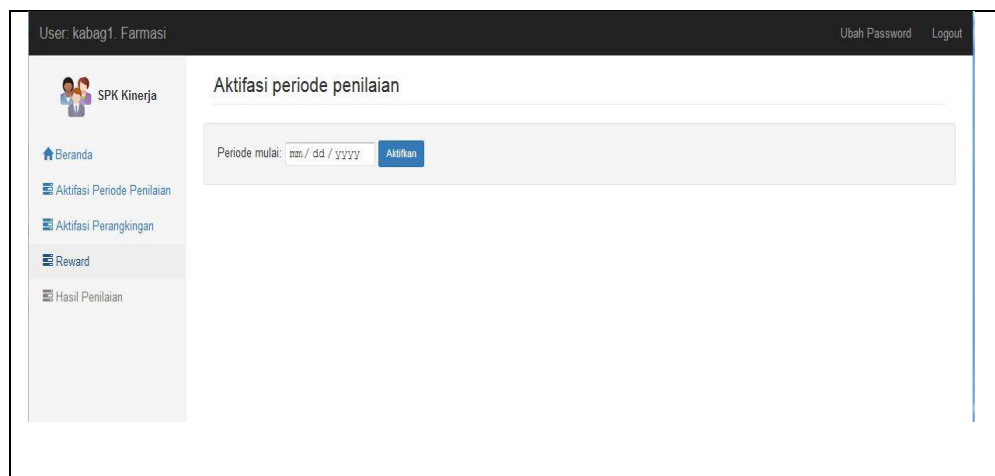 User: kabag1. Farmasi
Ubah Password
Logout
SPK Kinerja
Beranda
Aktifasi Periode Penilaian
Aktifasi Perangkingan
Reward
Hasil Penilaian
Aktifasi periode penilaian
Periode mulai: mm / dd / yyyy Aktifkan